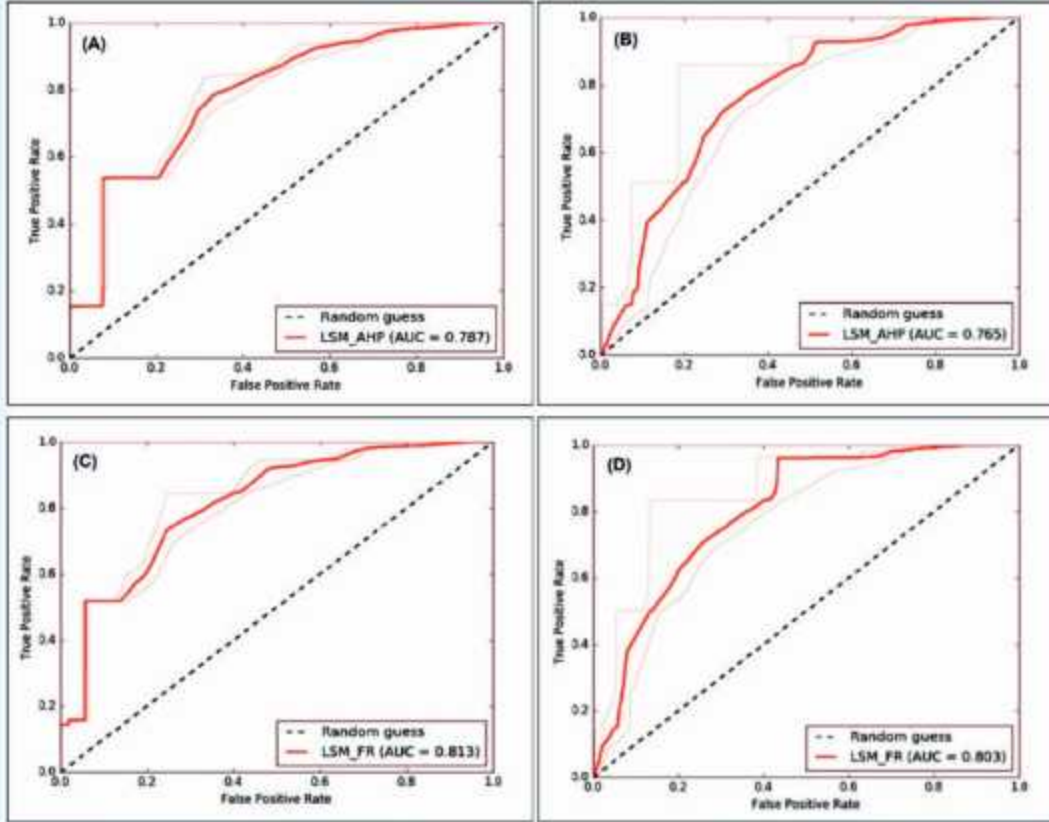 (A)
True Positive Rate
1.0
0.8
0.6
0.4
0.2
0.0
0.0 0.2 0.4 0.6 0.8 1.0
False Positive Rate
Random guess
LSM_AHP (AUC = 0.787)
(B)
True Positive Rate
1.0
0.8
0.6
0.4
0.2
0.0
0.0 0.2 0.4 0.6 0.8 1.0
False Positive Rate
Random guess
LSM_AHP (AUC = 0.765)
(C)
True Positive Rate
1.0
0.8
0.6
0.4
0.2
0.0
0.0 0.2 0.4 0.6 0.8 1.0
False Positive Rate
Random guess
LSM_FR (AUC = 0.813)
(D)
True Positive Rate
1.0
0.8
0.6
0.4
0.2
0.0
0.0 0.2 0.4 0.6 0.8 1.0
False Positive Rate
Random guess
LSM_FR (AUC = 0.803)